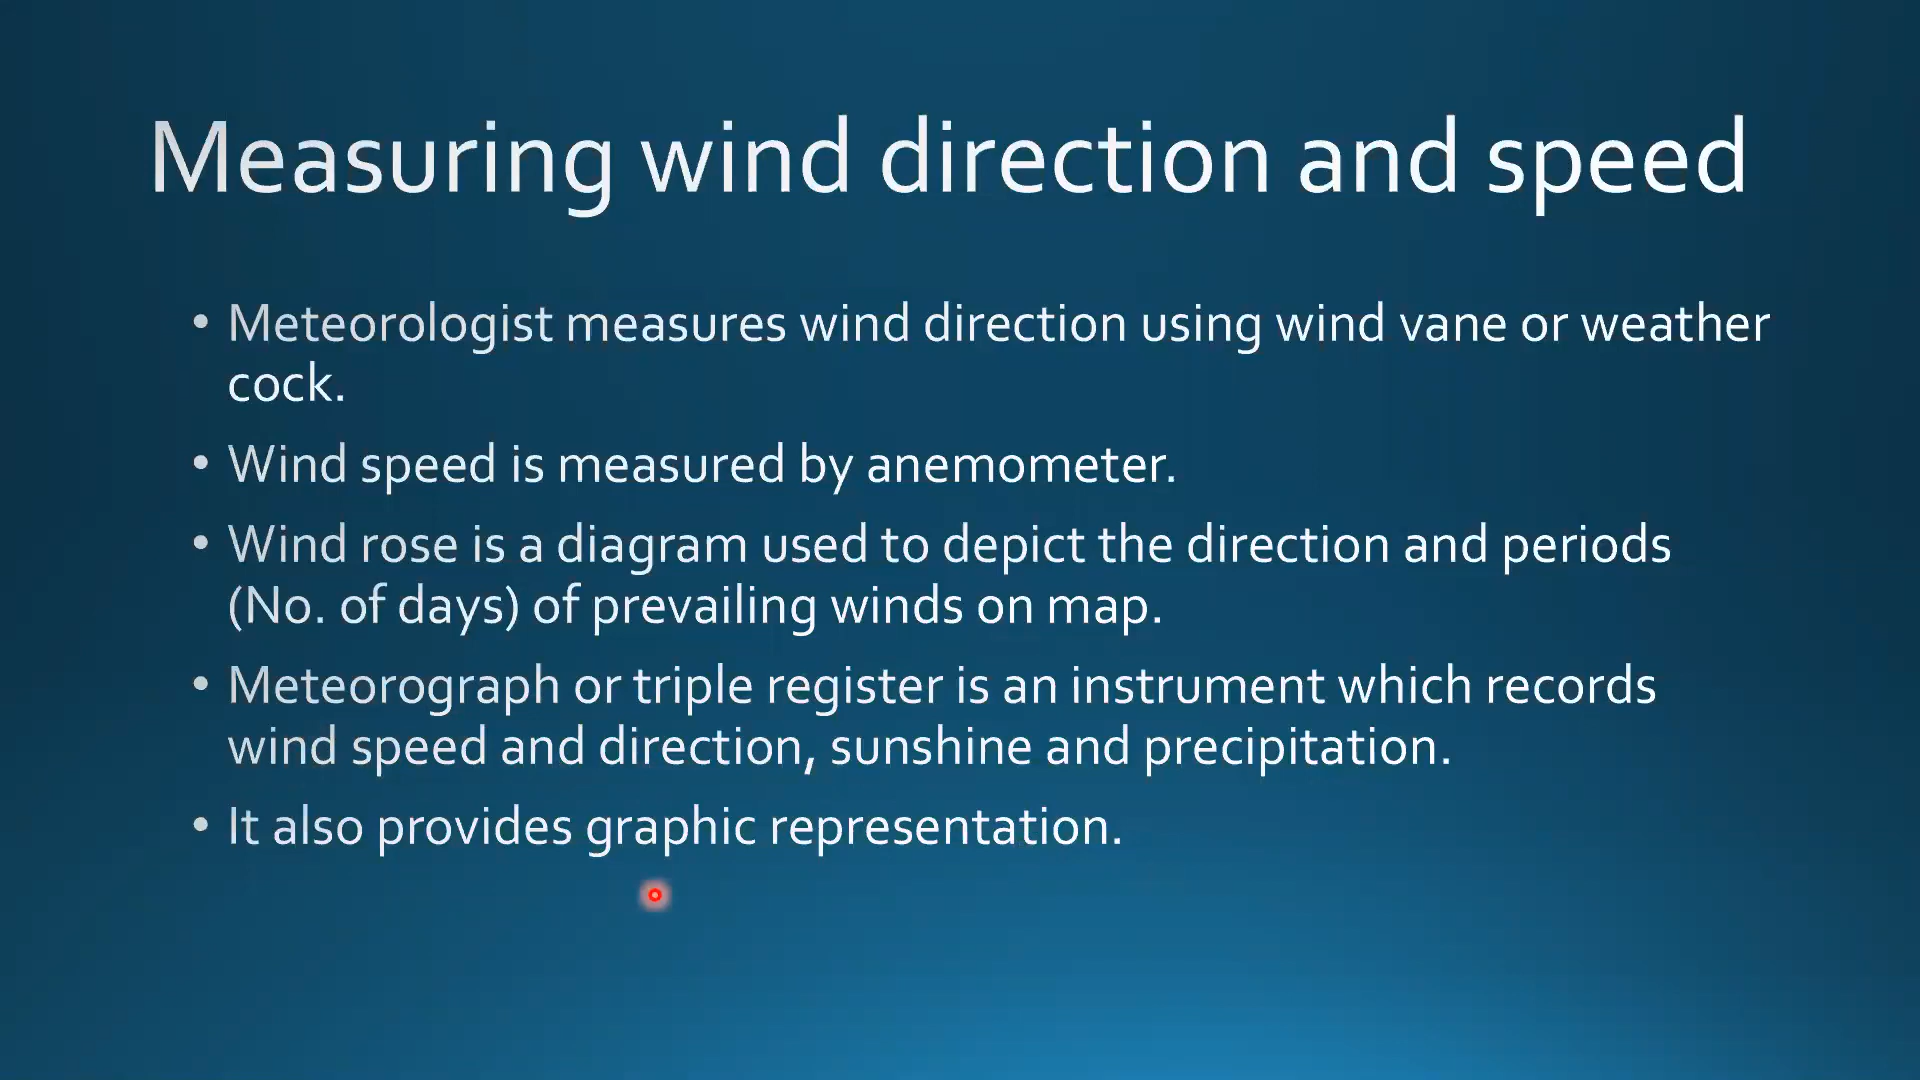 Measuring wind direction and speed
• Meteorologist measures wind direction using wind vane or weather
cock.
• Wind speed is measured by anemometer.
• Wind rose is a diagram used to depict the direction and periods
(No. of days) of prevailing winds on map.
• Meteorograph or triple register is an instrument which records
wind speed and direction, sunshine and precipitation.
• It also provides graphic representation.